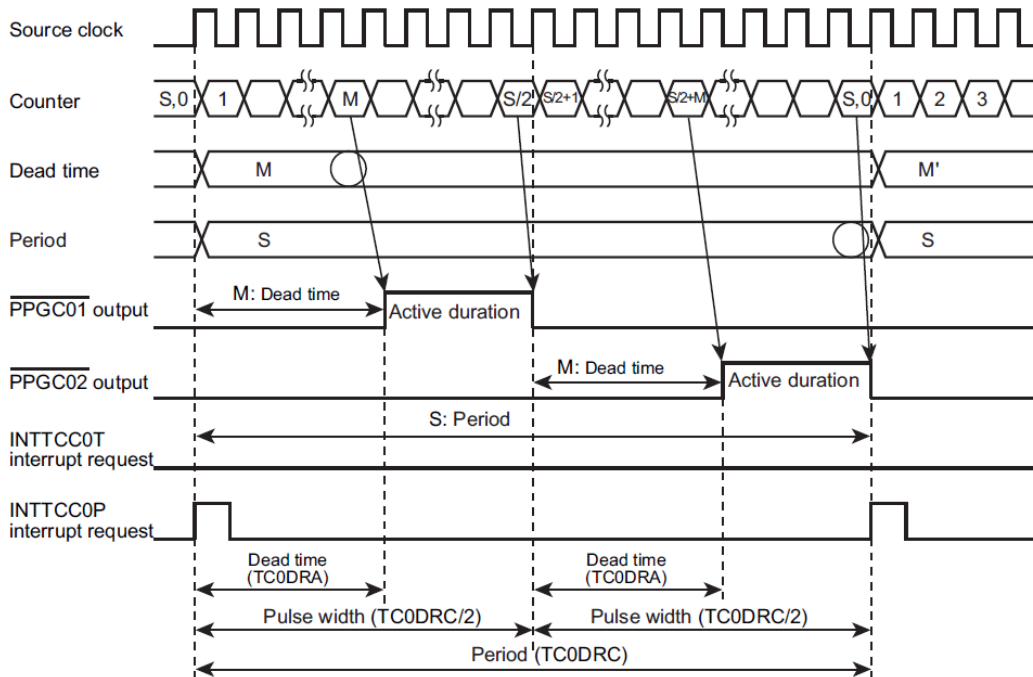 Source clock
Counter S,0 1 M S/2 S/2+1 S/2+M S,0 1 2 3
Dead time M M'
Period S S
M: Dead time
PPGC01 output Active duration
M: Dead time
PPGC02 output Active duration
S: Period
INTTCC0T
interrupt request
INTTCC0P
interrupt request
Dead time Dead time
(TC0DRA) (TC0DRA)
Pulse width (TC0DRC/2) Pulse width (TC0DRC/2)
Period (TC0DRC)